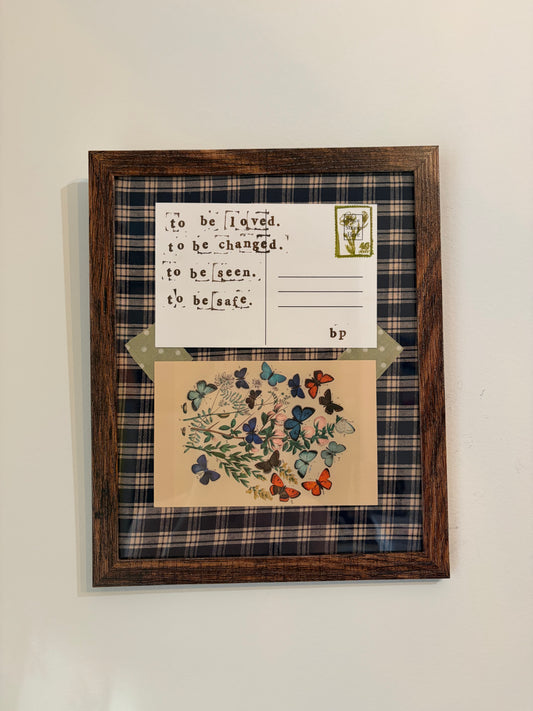 to be loved.
to be changed.
to be seen.
to be safe.
bp